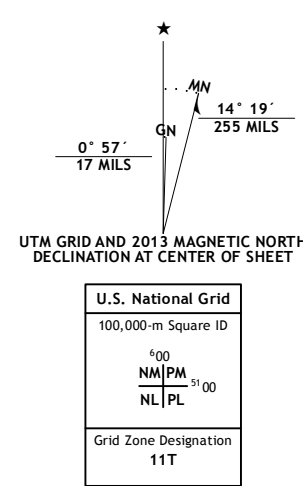 ★
MN
GN
14° 19´
255 MILS
0° 57´
17 MILS
UTM GRID AND 2013 MAGNETIC NORTH
DECLINATION AT CENTER OF SHEET
U.S. National Grid
100,000-m Square ID
600
NM PM
5100
NL PL
Grid Zone Designation
11T